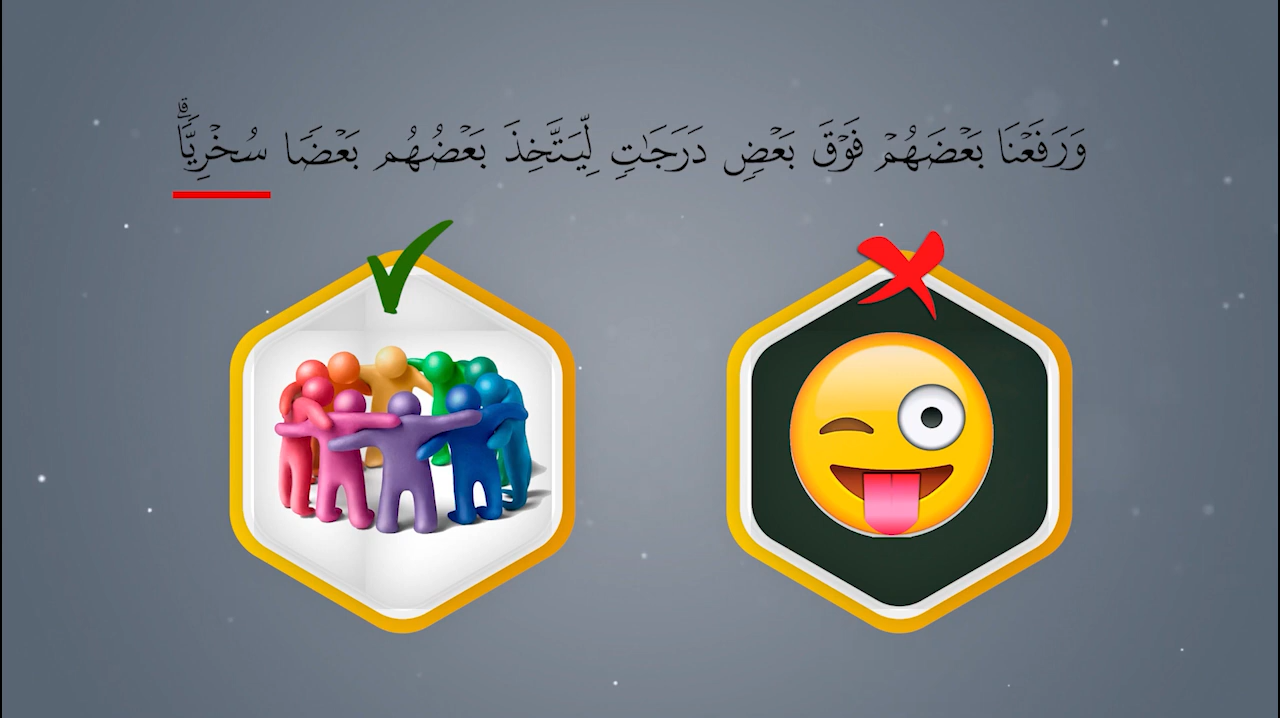 وَرَفَعۡنَا بَعۡضَهُمۡ فَوۡقَ بَعۡضٖ دَرَجَٰتٖ لِّيَتَّخِذَ بَعۡضُهُم بَعۡضٗا سُخۡرِيّٗاۗ